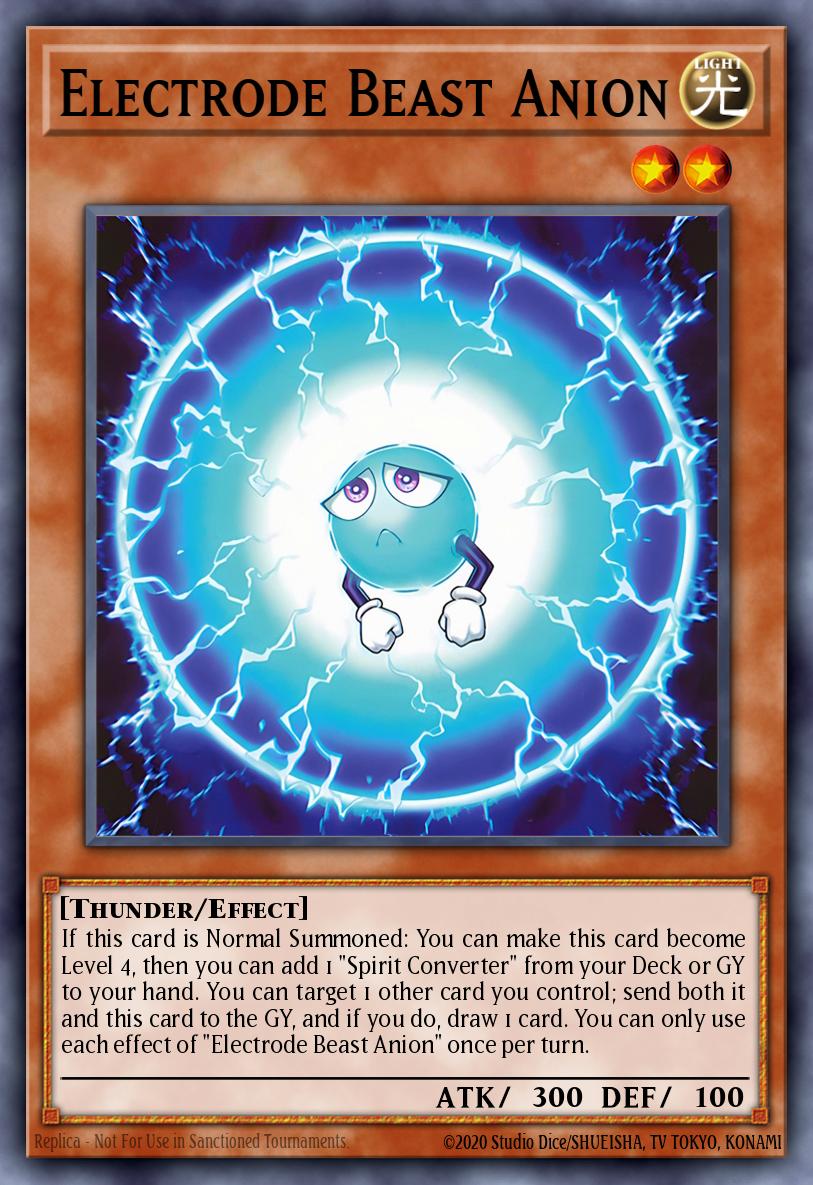 Electrode Beast Anion
LIGHT
光
[Thunder/Effect]
If this card is Normal Summoned: You can make this card become
Level 4, then you can add 1 "Spirit Converter" from your Deck or GY
to your hand. You can target 1 other card you control; send both it
and this card to the GY, and if you do, draw 1 card. You can only use
each effect of "Electrode Beast Anion" once per turn.
ATK/ 300 DEF/ 100
Replica - Not For Use in Sanctioned Tournaments.
©2020 Studio Dice/SHUEISHA, TV TOKYO, KONAMI